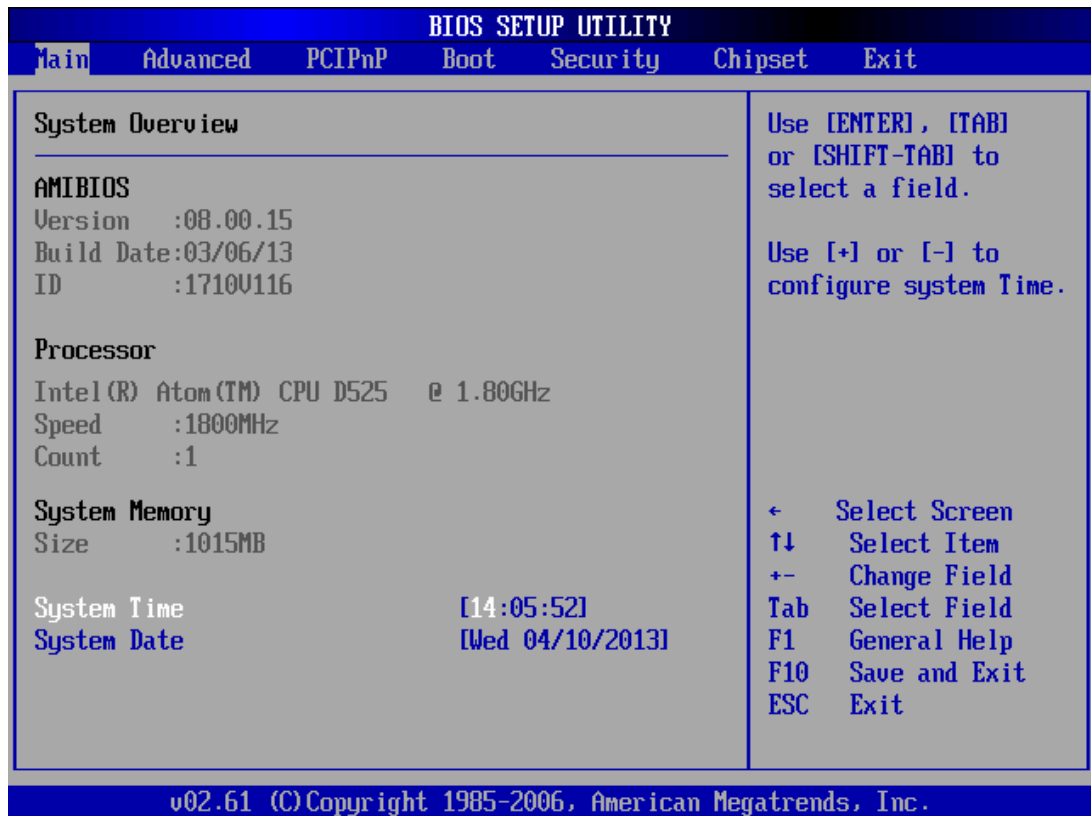 BIOS SETUP UTILITY
Main Advanced PCIPnP Boot Security Chipset Exit
System Overview
AMIBIOS
Version :08.00.15
Build Date:03/06/13
ID :1710V116
Processor
Intel(R) Atom(TM) CPU D525 @ 1.80GHz
Speed :1800MHz
Count :1
System Memory
Size :1015MB
System Time [14:05:52]
System Date [Wed 04/10/2013]
Use [ENTER], [TAB]
or [SHIFT-TAB] to
select a field.
Use [+] or [-] to
configure system Time.
← Select Screen
↑↓ Select Item
+- Change Field
Tab Select Field
F1 General Help
F10 Save and Exit
ESC Exit
v02.61 (C)Copyright 1985-2006, American Megatrends, Inc.